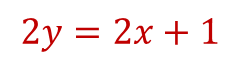 2y = 2x + 1